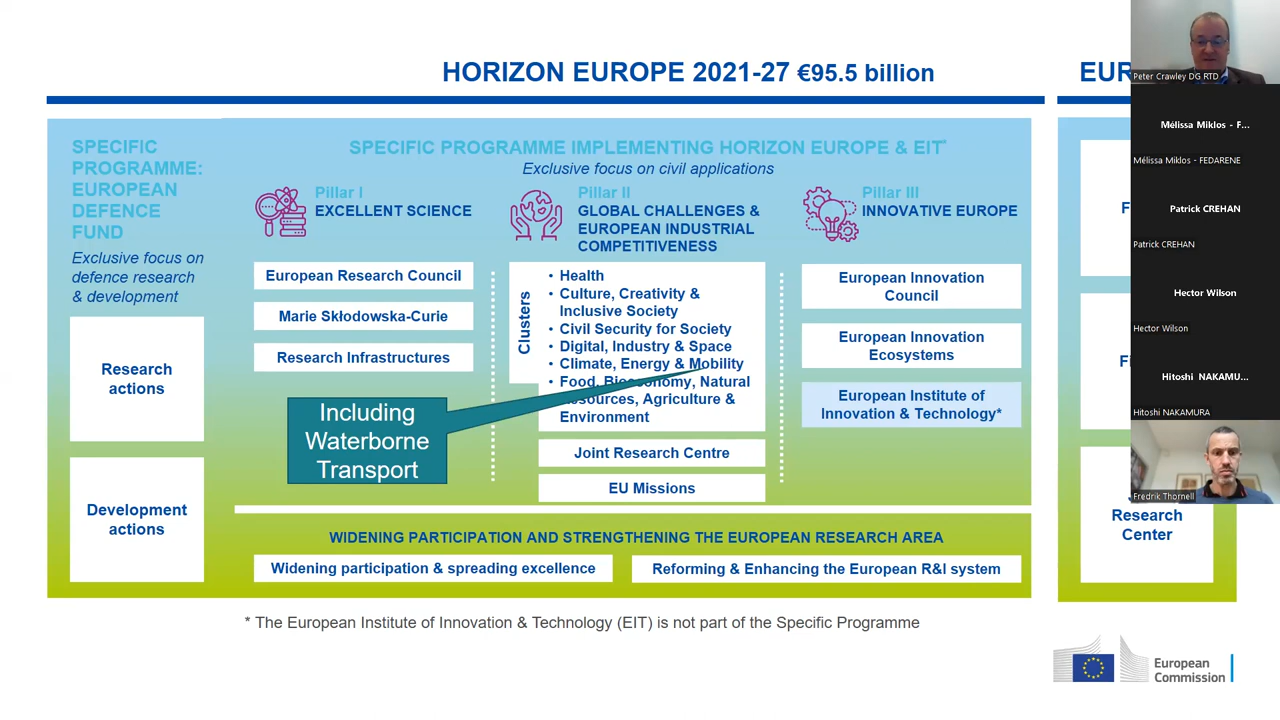 HORIZON EUROPE 2021-27 €95.5 billion
EUR
SPECIFIC
PROGRAMME:
EUROPEAN
DEFENCE
FUND
Exclusive focus on
defence research
& development
Research
actions
Development
actions
SPECIFIC PROGRAMME IMPLEMENTING HORIZON EUROPE & EIT*
Exclusive focus on civil applications
Pillar I
EXCELLENT SCIENCE
European Research Council
Marie Skłodowska-Curie
Research Infrastructures
Including
Waterborne
Transport
Pillar II
GLOBAL CHALLENGES &
EUROPEAN INDUSTRIAL
COMPETITIVENESS
Clusters
• Health
• Culture, Creativity &
Inclusive Society
• Civil Security for Society
• Digital, Industry & Space
• Climate, Energy & Mobility
• Food, Bioeconomy, Natural
Resources, Agriculture &
Environment
Joint Research Centre
EU Missions
Pillar III
INNOVATIVE EUROPE
European Innovation
Council
European Innovation
Ecosystems
European Institute of
Innovation & Technology*
WIDENING PARTICIPATION AND STRENGTHENING THE EUROPEAN RESEARCH AREA
Widening participation & spreading excellence
Reforming & Enhancing the European R&I system
* The European Institute of Innovation & Technology (EIT) is not part of the Specific Programme
F
Fi
Research
Center
European
Commission
Peter Crawley DG RTD
Mélissa Miklos - F...
Mélissa Miklos - FEDARENE
Patrick CREHAN
Patrick CREHAN
Hector Wilson
Hector Wilson
Hitoshi NAKAMU...
Hitoshi NAKAMURA
Fredrik Thornell